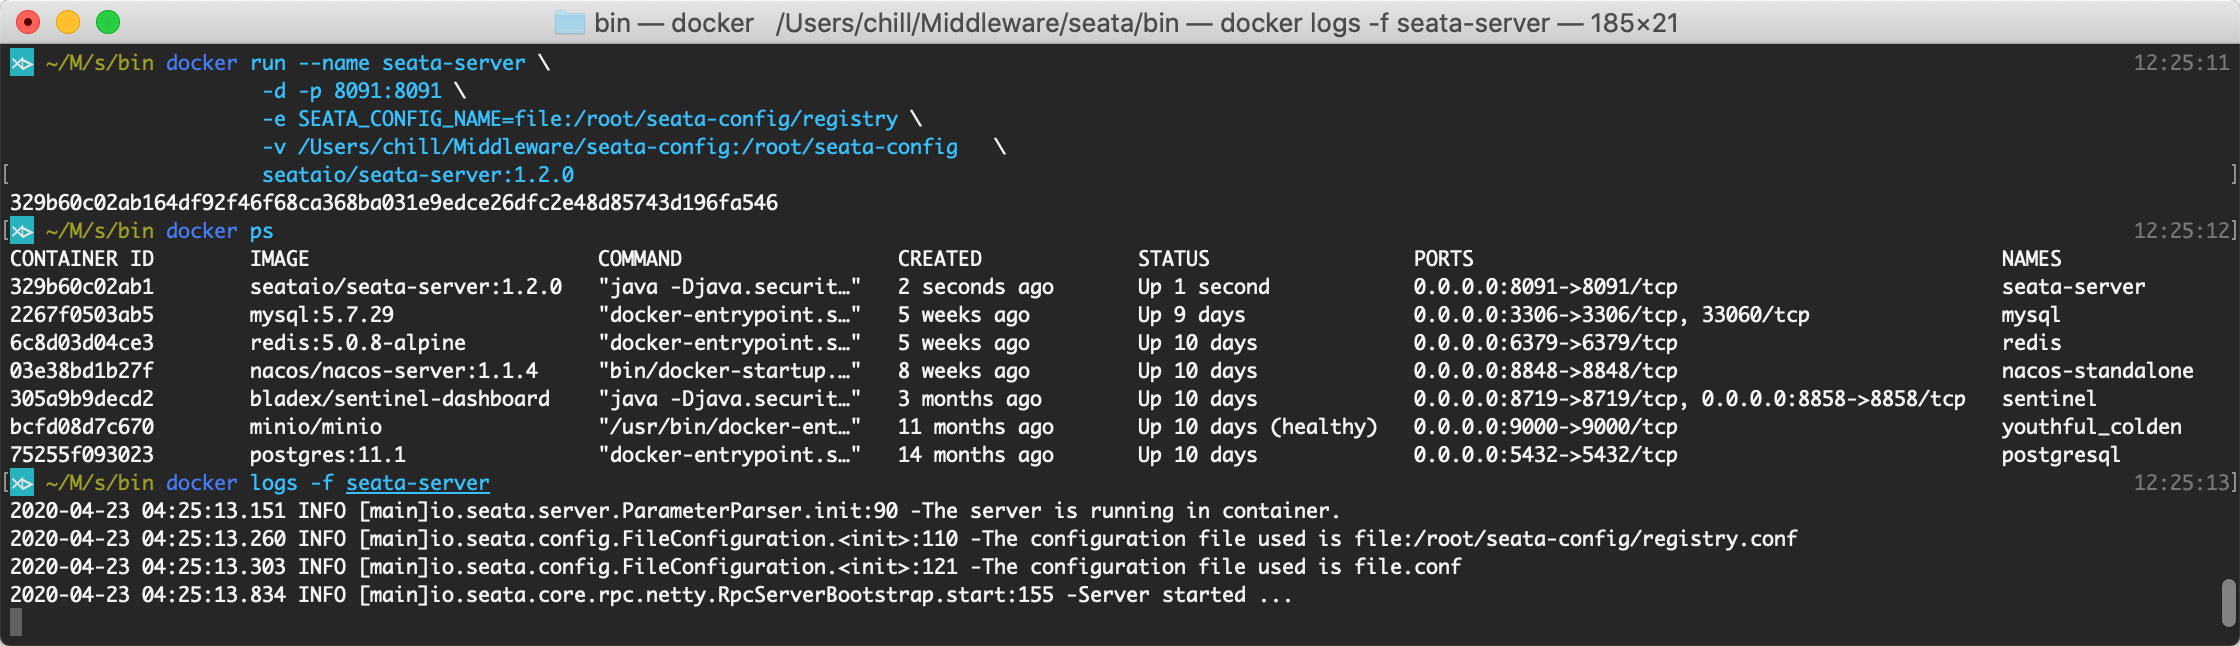 bin — docker /Users/chill/Middleware/seata/bin — docker logs -f seata-server — 185×21
~/M/s/bin docker run --name seata-server \ 12:25:11
-d -p 8091:8091 \
-e SEATA_CONFIG_NAME=file:/root/seata-config/registry \
-v /Users/chill/Middleware/seata-config:/root/seata-config \
[ seataio/seata-server:1.2.0 ]
329b60c02ab164df92f46f68ca368ba031e9edce26dfc2e48d85743d196fa546
[ ~/M/s/bin docker ps 12:25:12]
CONTAINER ID IMAGE COMMAND CREATED STATUS PORTS NAMES
329b60c02ab1 seataio/seata-server:1.2.0 "java -Djava.securit…" 2 seconds ago Up 1 second 0.0.0.0:8091->8091/tcp seata-server
2267f0503ab5 mysql:5.7.29 "docker-entrypoint.s…" 5 weeks ago Up 9 days 0.0.0.0:3306->3306/tcp, 33060/tcp mysql
6c8d03d04ce3 redis:5.0.8-alpine "docker-entrypoint.s…" 5 weeks ago Up 10 days 0.0.0.0:6379->6379/tcp redis
03e38bd1b27f nacos/nacos-server:1.1.4 "bin/docker-startup.…" 8 weeks ago Up 10 days 0.0.0.0:8848->8848/tcp nacos-standalone
305a9b9decd2 bladex/sentinel-dashboard "java -Djava.securit…" 3 months ago Up 10 days 0.0.0.0:8719->8719/tcp, 0.0.0.0:8858->8858/tcp sentinel
bcfd08d7c670 minio/minio "/usr/bin/docker-ent…" 11 months ago Up 10 days (healthy) 0.0.0.0:9000->9000/tcp youthful_colden
75255f093023 postgres:11.1 "docker-entrypoint.s…" 14 months ago Up 10 days 0.0.0.0:5432->5432/tcp postgresql
[ ~/M/s/bin docker logs -f seata-server 12:25:13]
2020-04-23 04:25:13.151 INFO [main]io.seata.server.ParameterParser.init:90 -The server is running in container.
2020-04-23 04:25:13.260 INFO [main]io.seata.config.FileConfiguration.<init>:110 -The configuration file used is file:/root/seata-config/registry.conf
2020-04-23 04:25:13.303 INFO [main]io.seata.config.FileConfiguration.<init>:121 -The configuration file used is file.conf
2020-04-23 04:25:13.834 INFO [main]io.seata.core.rpc.netty.RpcServerBootstrap.start:155 -Server started ...